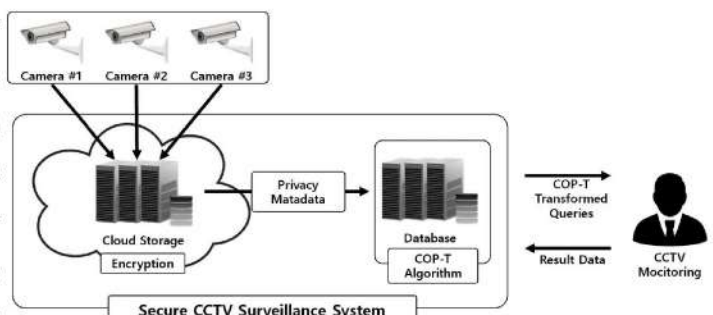 Camera #1
Camera #2
Camera #3
Privacy
Matadata
Cloud Storage
Encryption
Database
COP-T
Algorithm
COP-T
Transformed
Queries
Result Data
CCTV
Mocitoring
Secure CCTV Surveillance System